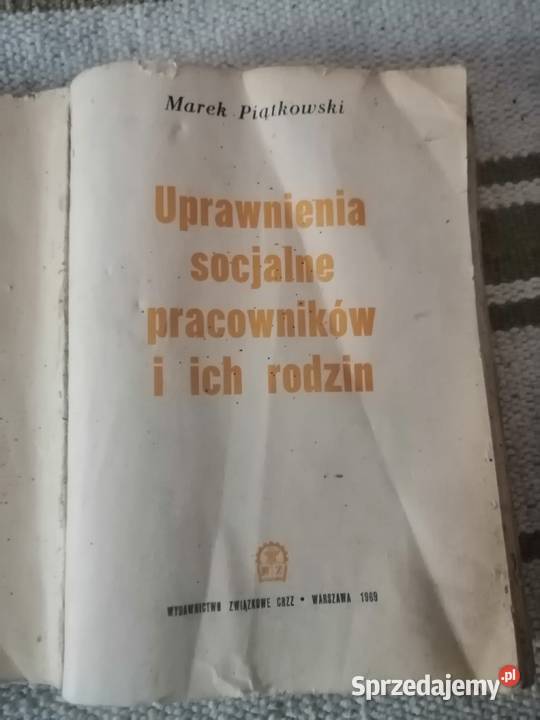 Marek Piątkowski
Uprawnienia
socjalne
pracowników
i ich rodzin
WYDAWNICTWO ZWIĄZKOWE CRZZ • WARSZAWA 1969
Sprzedajemy.pl